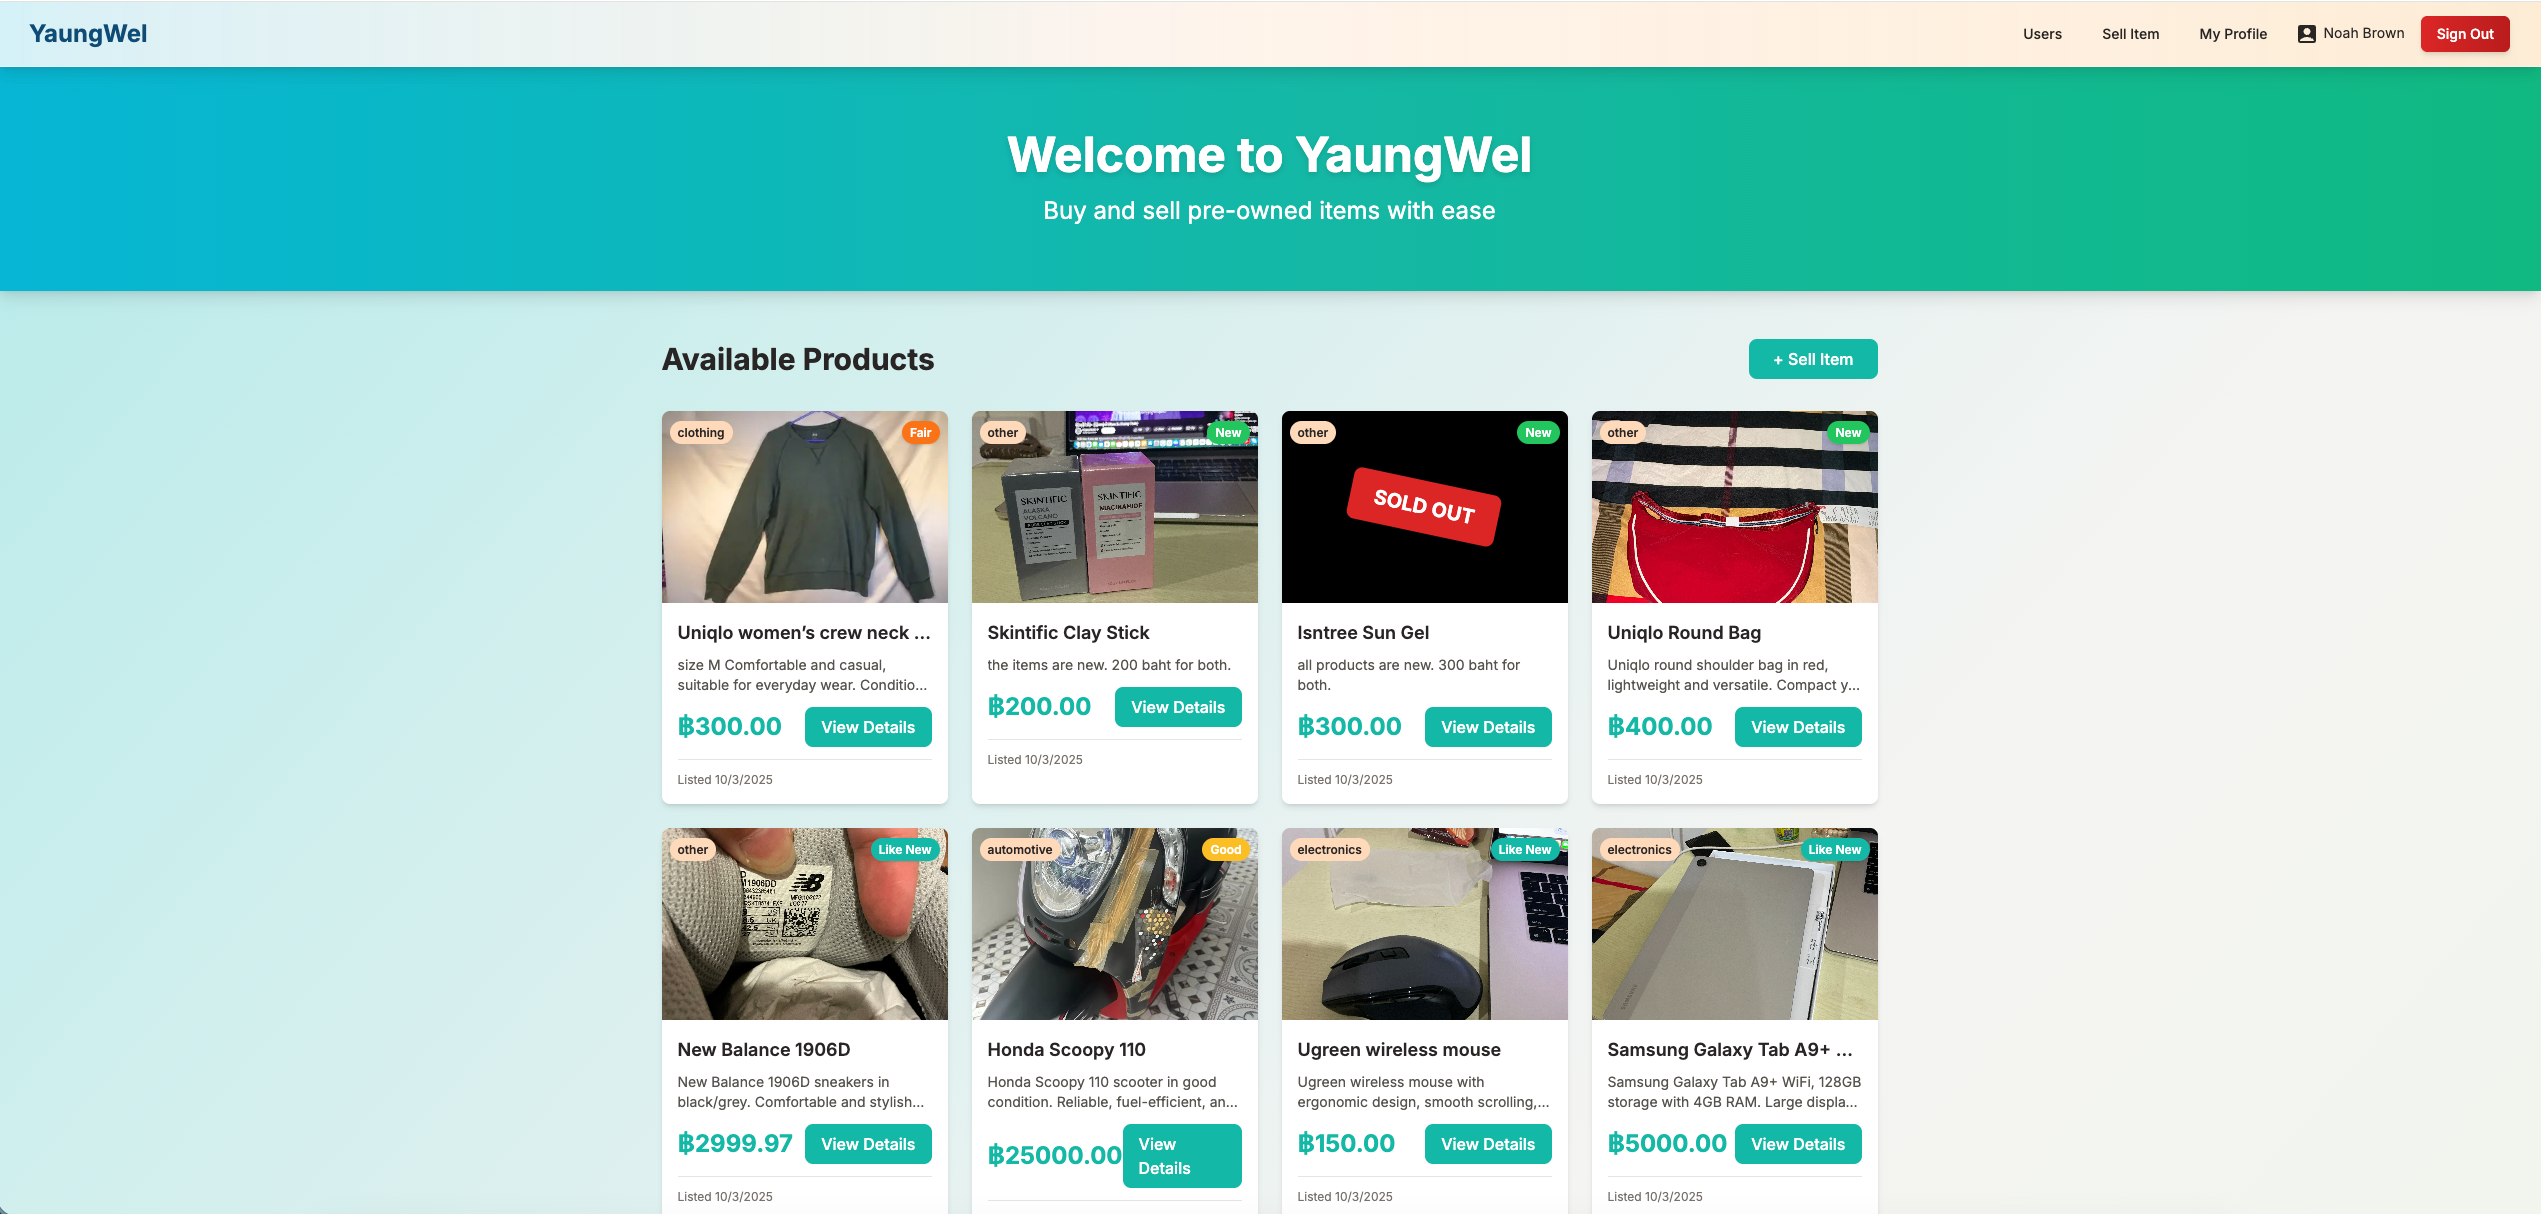 YaungWel
Users
Sell Item
My Profile
Noah Brown
Sign Out
Welcome to YaungWel
Buy and sell pre-owned items with ease
Available Products
+ Sell Item
clothing
Fair
Uniqlo women’s crew neck ...
size M Comfortable and casual,
suitable for everyday wear. Conditio...
฿300.00
View Details
Listed 10/3/2025
other
New
SKINTIFIC
ALASKA
VOLCANO
SKINTIFIC
NIACINAMIDE
Skintific Clay Stick
the items are new. 200 baht for both.
฿200.00
View Details
Listed 10/3/2025
other
New
SOLD OUT
Isntree Sun Gel
all products are new. 300 baht for
both.
฿300.00
View Details
Listed 10/3/2025
other
New
Uniqlo Round Bag
Uniqlo round shoulder bag in red,
lightweight and versatile. Compact y...
฿400.00
View Details
Listed 10/3/2025
other
Like New
New Balance 1906D
New Balance 1906D sneakers in
black/grey. Comfortable and stylish...
฿2999.97
View Details
Listed 10/3/2025
automotive
Good
Honda Scoopy 110
Honda Scoopy 110 scooter in good
condition. Reliable, fuel-efficient, an...
฿25000.00
View
Details
electronics
Like New
Ugreen wireless mouse
Ugreen wireless mouse with
ergonomic design, smooth scrolling,...
฿150.00
View Details
Listed 10/3/2025
electronics
Like New
SAMSUNG
Samsung Galaxy Tab A9+ ...
Samsung Galaxy Tab A9+ WiFi, 128GB
storage with 4GB RAM. Large displa...
฿5000.00
View Details
Listed 10/3/2025